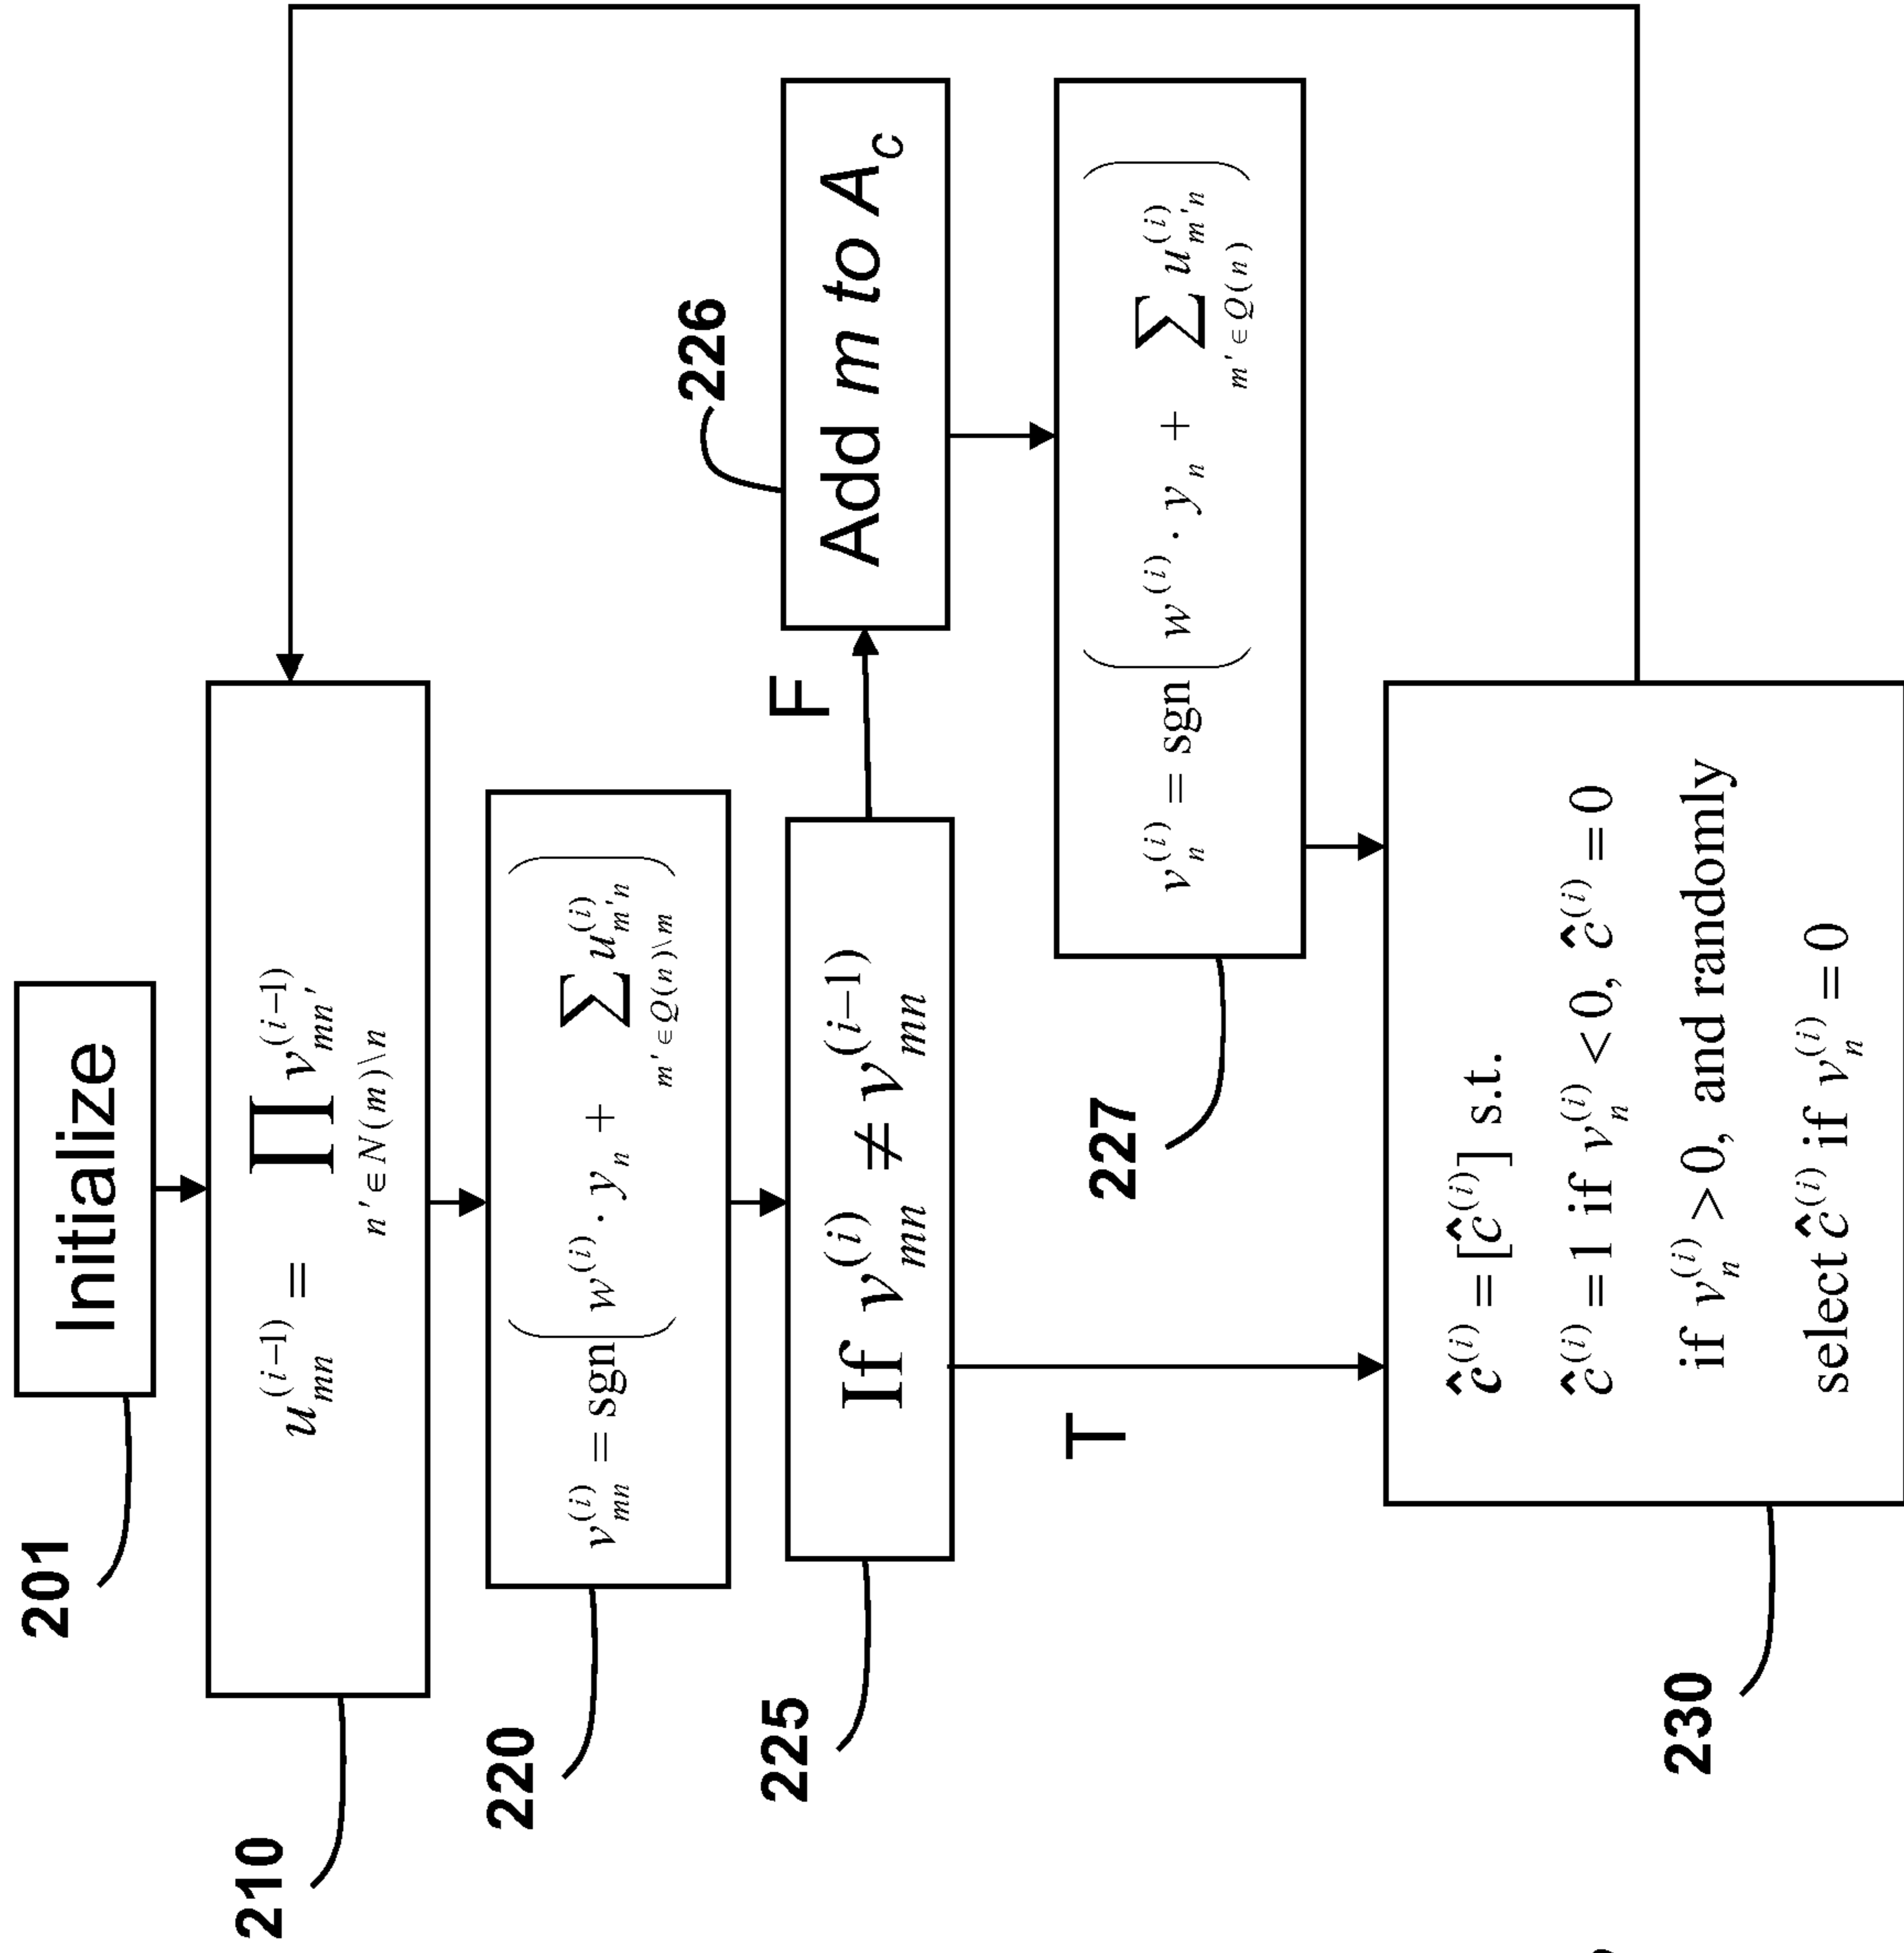 201
Initialize
210
u_{mn}^{(i−1)} = ∏_{n'∈N(m)\n} v_{mn'}^{(i−1)}
220
v_{mn}^{(i)} = sgn ( w^{(i)} · y_n + ∑_{m'∈Q(n)\m} u_{m'n}^{(i)} )
225
If v_{mn}^{(i)} ≠ v_{mn}^{(i−1)}
F
226
Add m to A_c
T
227
v_n^{(i)} = sgn ( w^{(i)} · y_n + ∑_{m'∈Q(n)} u_{m'n}^{(i)} )
230
ĉ^{(i)} = [ĉ^{(i)}] s.t.
ĉ^{(i)} = 1 if v_n^{(i)} <0, ĉ^{(i)} = 0
if v_n^{(i)} >0, and randomly
select ĉ^{(i)} if v_n^{(i)} = 0